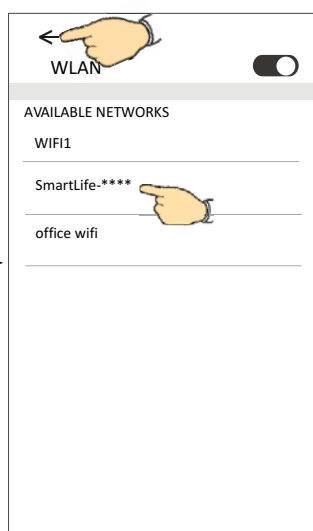 WLAN
AVAILABLE NETWORKS
WIFI1
SmartLife-****
office wifi